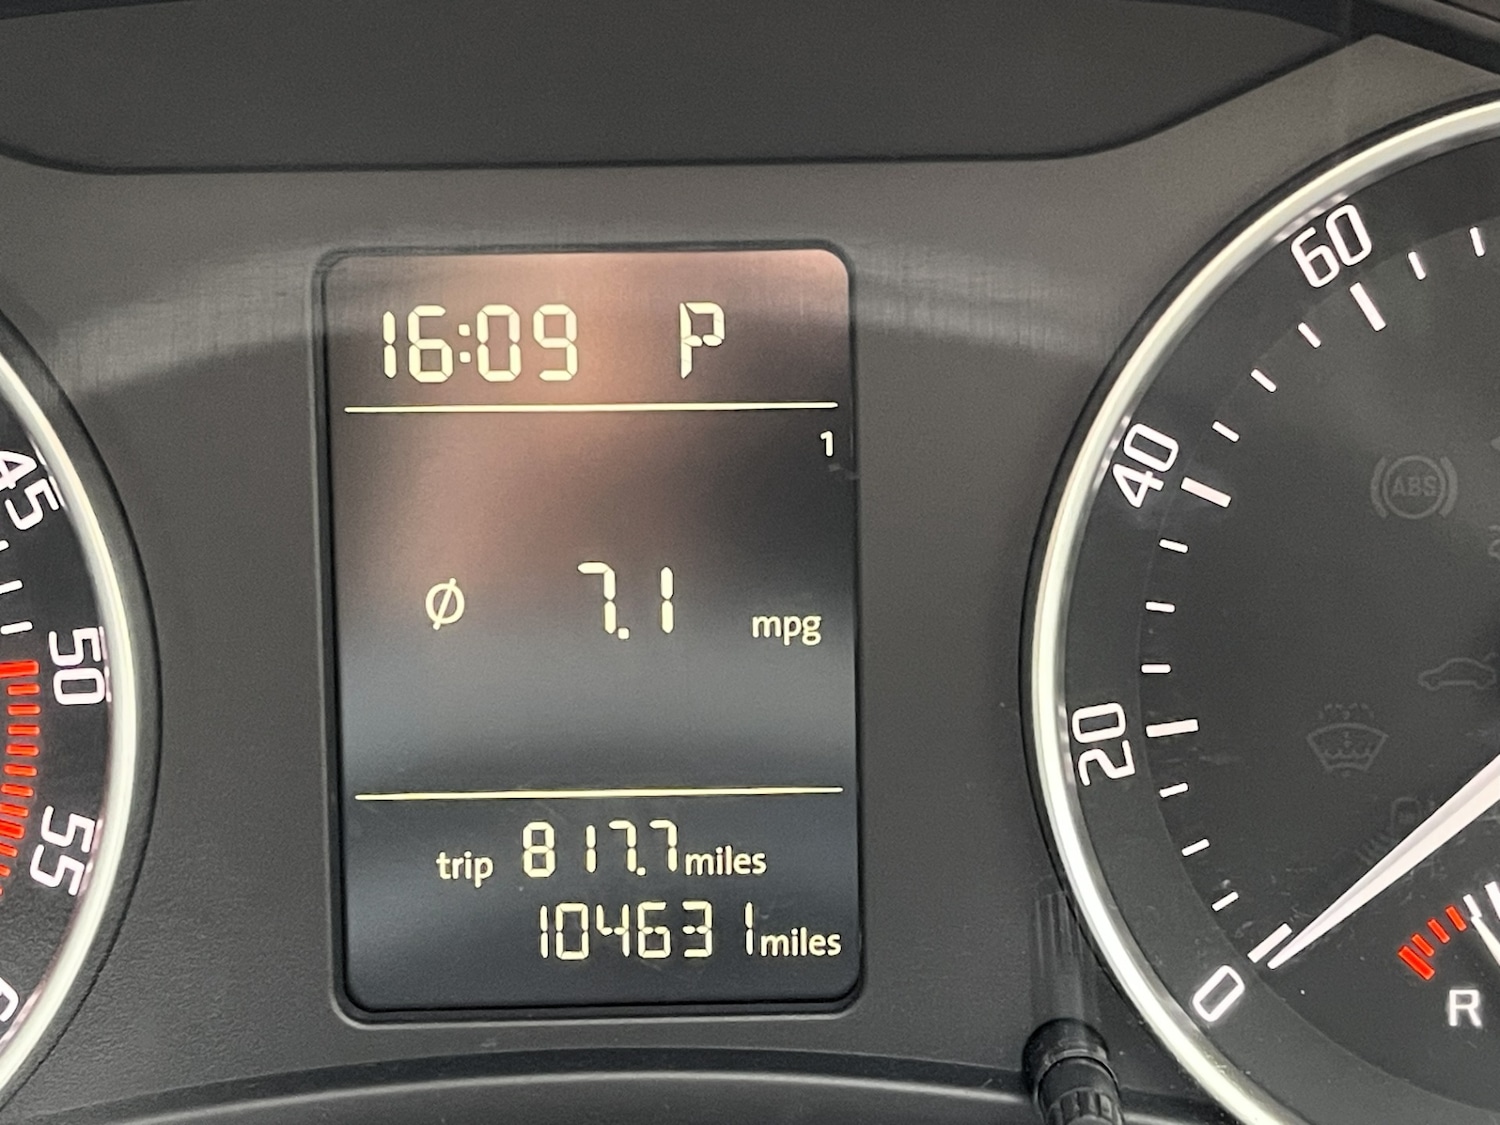 16:09 P
1
Ø 7.1 mpg
trip 817.7 miles
104631 miles
45
50
55
60
40
20
0
ABS
R